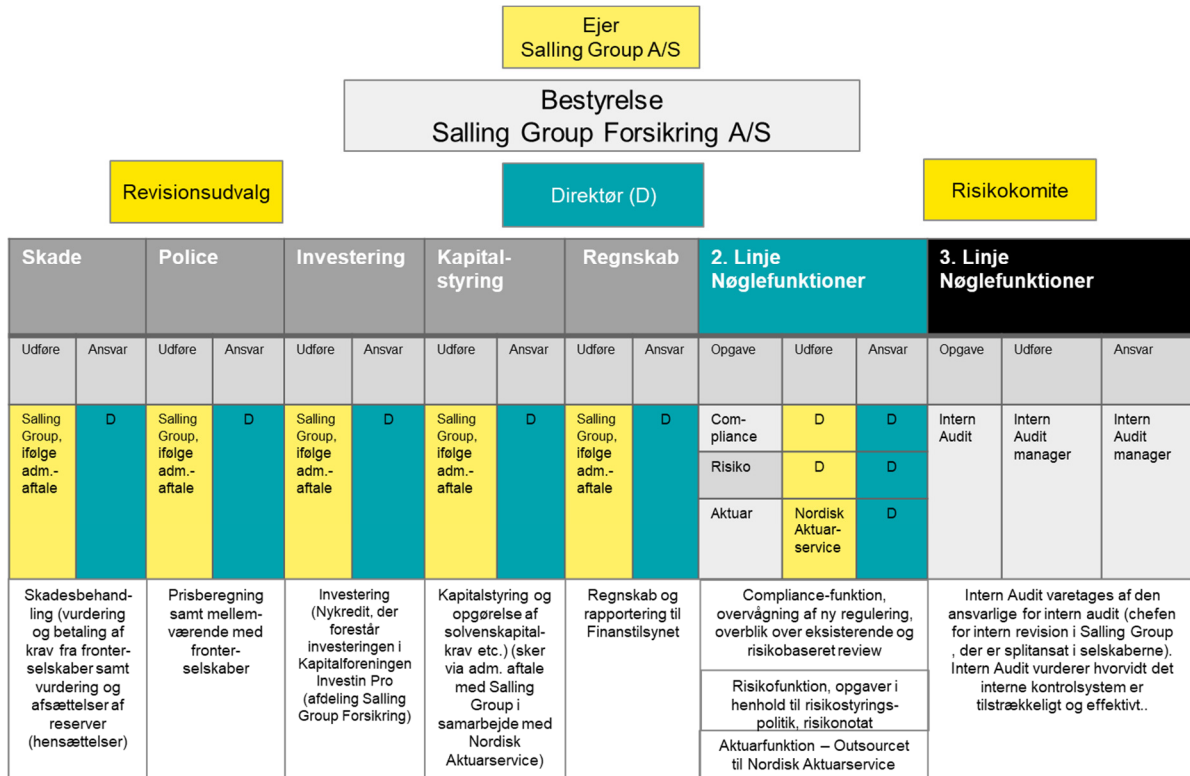 Ejer
Salling Group A/S
Bestyrelse
Salling Group Forsikring A/S
Revisionsudvalg
Direktør (D)
Risikokomite
Skade
Police
Investering
Kapital-
styring
Regnskab
2. Linje
Nøglefunktioner
3. Linje
Nøglefunktioner
Udføre
Ansvar
Udføre
Ansvar
Udføre
Ansvar
Udføre
Ansvar
Udføre
Ansvar
Opgave
Udføre
Ansvar
Opgave
Udføre
Ansvar
Salling
Group,
ifølge
adm.-
aftale
D
Salling
Group,
ifølge
adm.-
aftale
D
Salling
Group,
ifølge
adm.-
aftale
D
Salling
Group,
ifølge
adm.-
aftale
D
Salling
Group,
ifølge
adm.-
aftale
D
Com-
pliance
D
D
Risiko
D
D
Aktuar
Nordisk
Aktuar-
service
D
Intern
Audit
Intern
Audit
manager
Intern
Audit
manager
Skadesbehand-
ling (vurdering
og betaling af
krav fra fronter-
selskaber samt
vurdering og
afsættelser af
reserver
(hensættelser)
Prisberegning
samt mellem-
værende med
fronter-
selskaber
Investering
(Nykredit, der
forestår
investeringen i
Kapitalforeningen
Investin Pro
(afdeling Salling
Group Forsikring)
Kapitalstyring og
opgørelse af
solvenskapital-
krav etc.) (sker
via adm. aftale
med Salling
Group i
samarbejde med
Nordisk
Aktuarservice)
Regnskab og
rapportering til
Finanstilsynet
Compliance-funktion,
overvågning af ny regulering,
overblik over eksisterende og
risikobaseret review
Risikofunktion, opgaver i
henhold til risikostyrings-
politik, risikonotat
Aktuarfunktion – Outsourcet
til Nordisk Aktuarservice
Intern Audit varetages af den
ansvarlige for intern audit (chefen
for intern revision i Salling Group
, der er splitansat i selskaberne).
Intern Audit vurderer hvorvidt det
interne kontrolsystem er
tilstrækkeligt og effektivt..